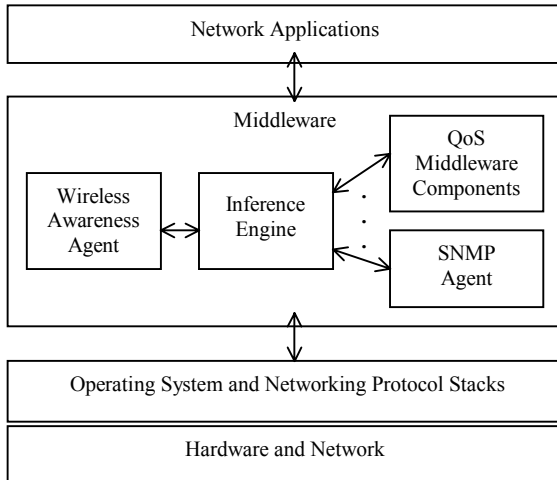 Network Applications
Middleware
QoS
Middleware
Components
Wireless
Awareness
Agent
Inference
Engine
SNMP
Agent
Operating System and Networking Protocol Stacks
Hardware and Network